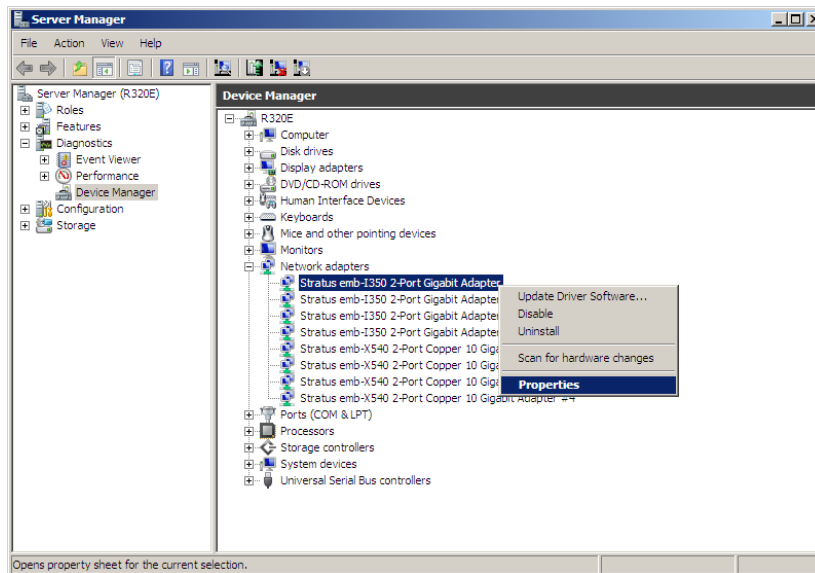 Server Manager
File Action View Help
Server Manager (R320E)
Roles
Features
Diagnostics
Event Viewer
Performance
Device Manager
Configuration
Storage
Device Manager
R320E
Computer
Disk drives
Display adapters
DVD/CD-ROM drives
Human Interface Devices
Keyboards
Mice and other pointing devices
Monitors
Network adapters
Stratus emb-I350 2-Port Gigabit Adapter
Stratus emb-I350 2-Port Gigabit Adapter
Stratus emb-I350 2-Port Gigabit Adapter
Stratus emb-I350 2-Port Gigabit Adapter
Stratus emb-X540 2-Port Copper 10 Giga
Stratus emb-X540 2-Port Copper 10 Giga
Stratus emb-X540 2-Port Copper 10 Giga
Stratus emb-X540 2-Port Copper 10 Gigabit Adapter #4
Ports (COM & LPT)
Processors
Storage controllers
System devices
Universal Serial Bus controllers
Update Driver Software...
Disable
Uninstall
Scan for hardware changes
Properties
Opens property sheet for the current selection.